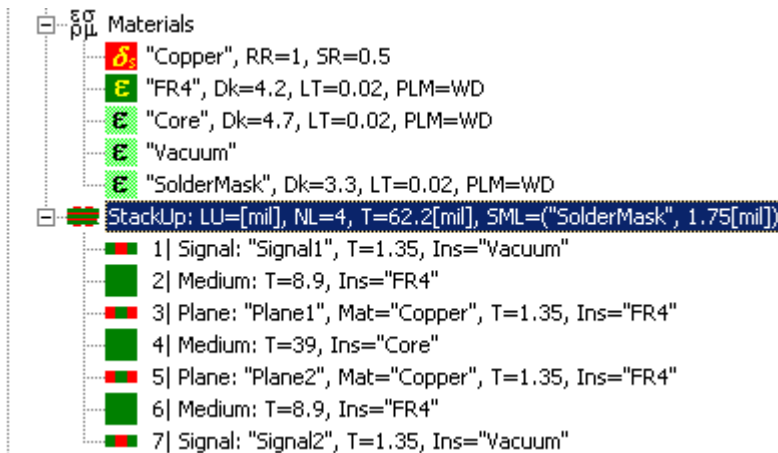 εσ
ρμ Materials
δs "Copper", RR=1, SR=0.5
ε "FR4", Dk=4.2, LT=0.02, PLM=WD
ε "Core", Dk=4.7, LT=0.02, PLM=WD
ε "Vacuum"
ε "SolderMask", Dk=3.3, LT=0.02, PLM=WD
StackUp: LU=[mil], NL=4, T=62.2[mil], SML=("SolderMask", 1.75[mil])
1| Signal: "Signal1", T=1.35, Ins="Vacuum"
2| Medium: T=8.9, Ins="FR4"
3| Plane: "Plane1", Mat="Copper", T=1.35, Ins="FR4"
4| Medium: T=39, Ins="Core"
5| Plane: "Plane2", Mat="Copper", T=1.35, Ins="FR4"
6| Medium: T=8.9, Ins="FR4"
7| Signal: "Signal2", T=1.35, Ins="Vacuum"